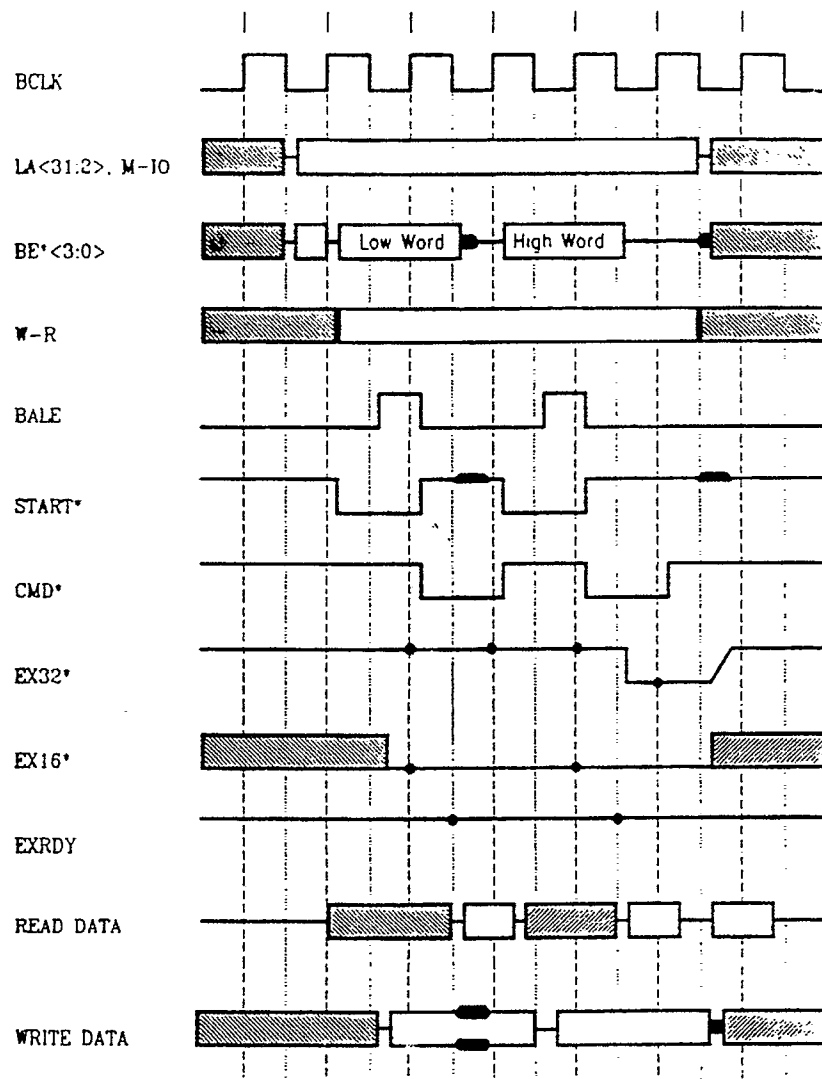 BCLK
LA<31:2>, M-IO
BE*<3:0> Low Word High Word
W-R
BALE
START*
CMD*
EX32*
EX16*
EXRDY
READ DATA
WRITE DATA